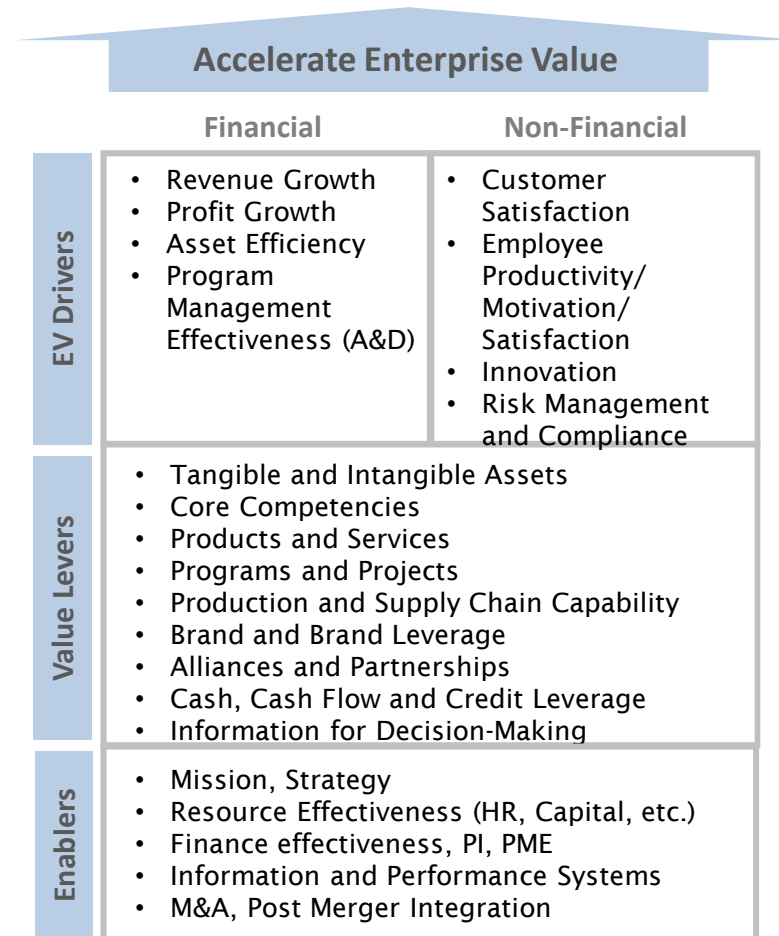 Accelerate Enterprise Value
Financial
Non-Financial
EV Drivers
• Revenue Growth
• Profit Growth
• Asset Efficiency
• Program
Management
Effectiveness (A&D)
• Customer
Satisfaction
• Employee
Productivity/
Motivation/
Satisfaction
• Innovation
• Risk Management
and Compliance
Value Levers
• Tangible and Intangible Assets
• Core Competencies
• Products and Services
• Programs and Projects
• Production and Supply Chain Capability
• Brand and Brand Leverage
• Alliances and Partnerships
• Cash, Cash Flow and Credit Leverage
• Information for Decision-Making
Enablers
• Mission, Strategy
• Resource Effectiveness (HR, Capital, etc.)
• Finance effectiveness, PI, PME
• Information and Performance Systems
• M&A, Post Merger Integration